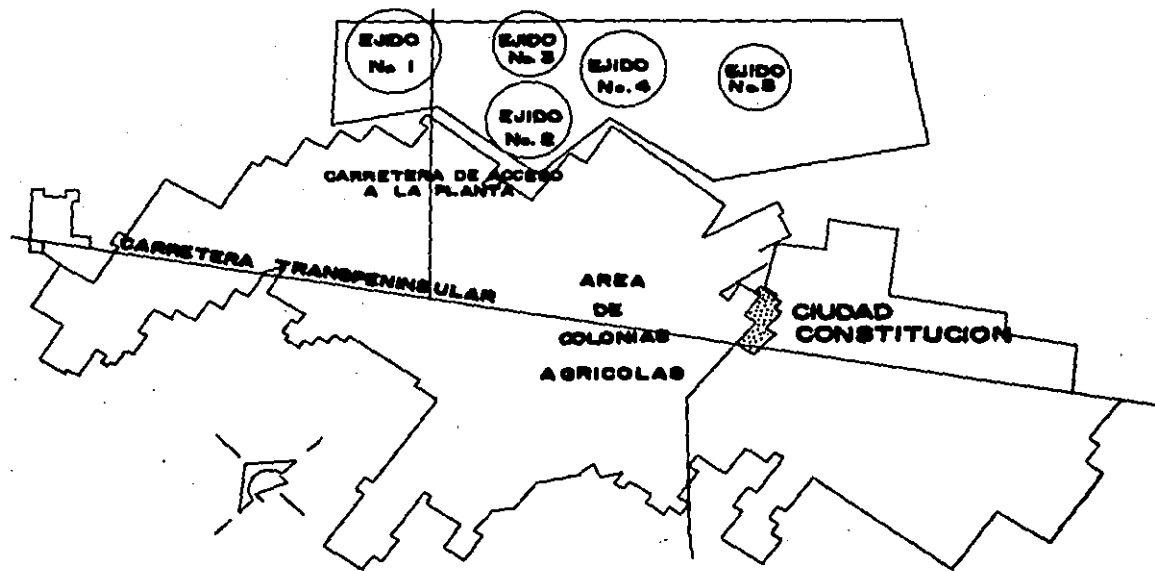 EJIDO
No 1
EJIDO
No. 3
EJIDO
No. 4
EJIDO
No. 5
EJIDO
No. 2
CARRETERA DE ACCESO
A LA PLANTA
CARRETERA TRANSPENINSULAR
AREA
DE
COLONIAS
AGRICOLAS
CIUDAD
CONSTITUCION